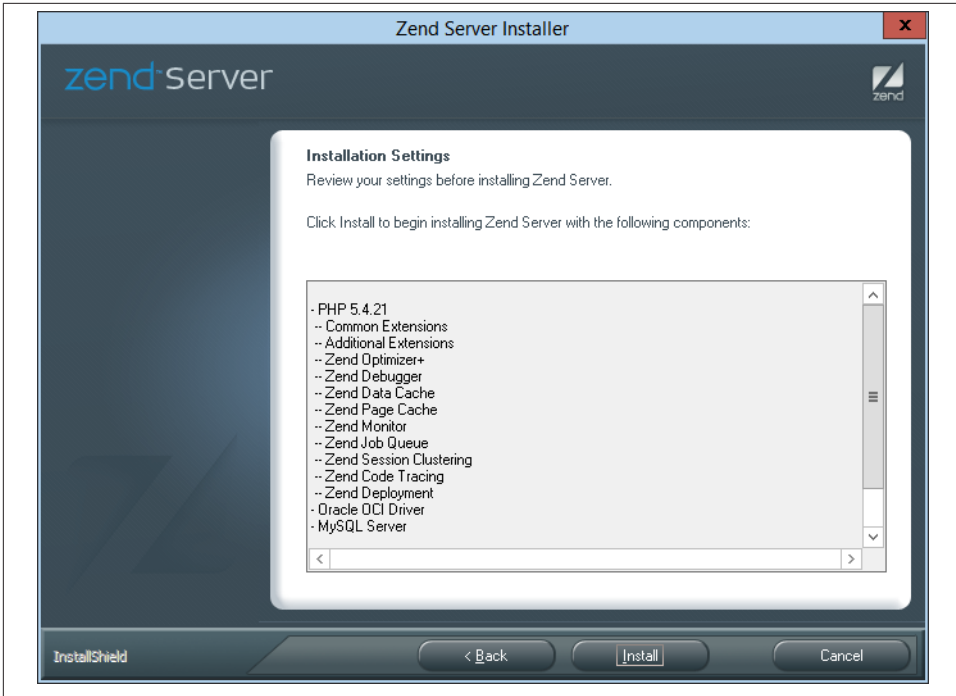 Zend Server Installer
x
zend server
zend
Installation Settings
Review your settings before installing Zend Server.
Click Install to begin installing Zend Server with the following components:
- PHP 5.4.21
-- Common Extensions
-- Additional Extensions
-- Zend Optimizer+
-- Zend Debugger
-- Zend Data Cache
-- Zend Page Cache
-- Zend Monitor
-- Zend Job Queue
-- Zend Session Clustering
-- Zend Code Tracing
-- Zend Deployment
- Oracle OCI Driver
- MySQL Server
InstallShield
< Back
Install
Cancel